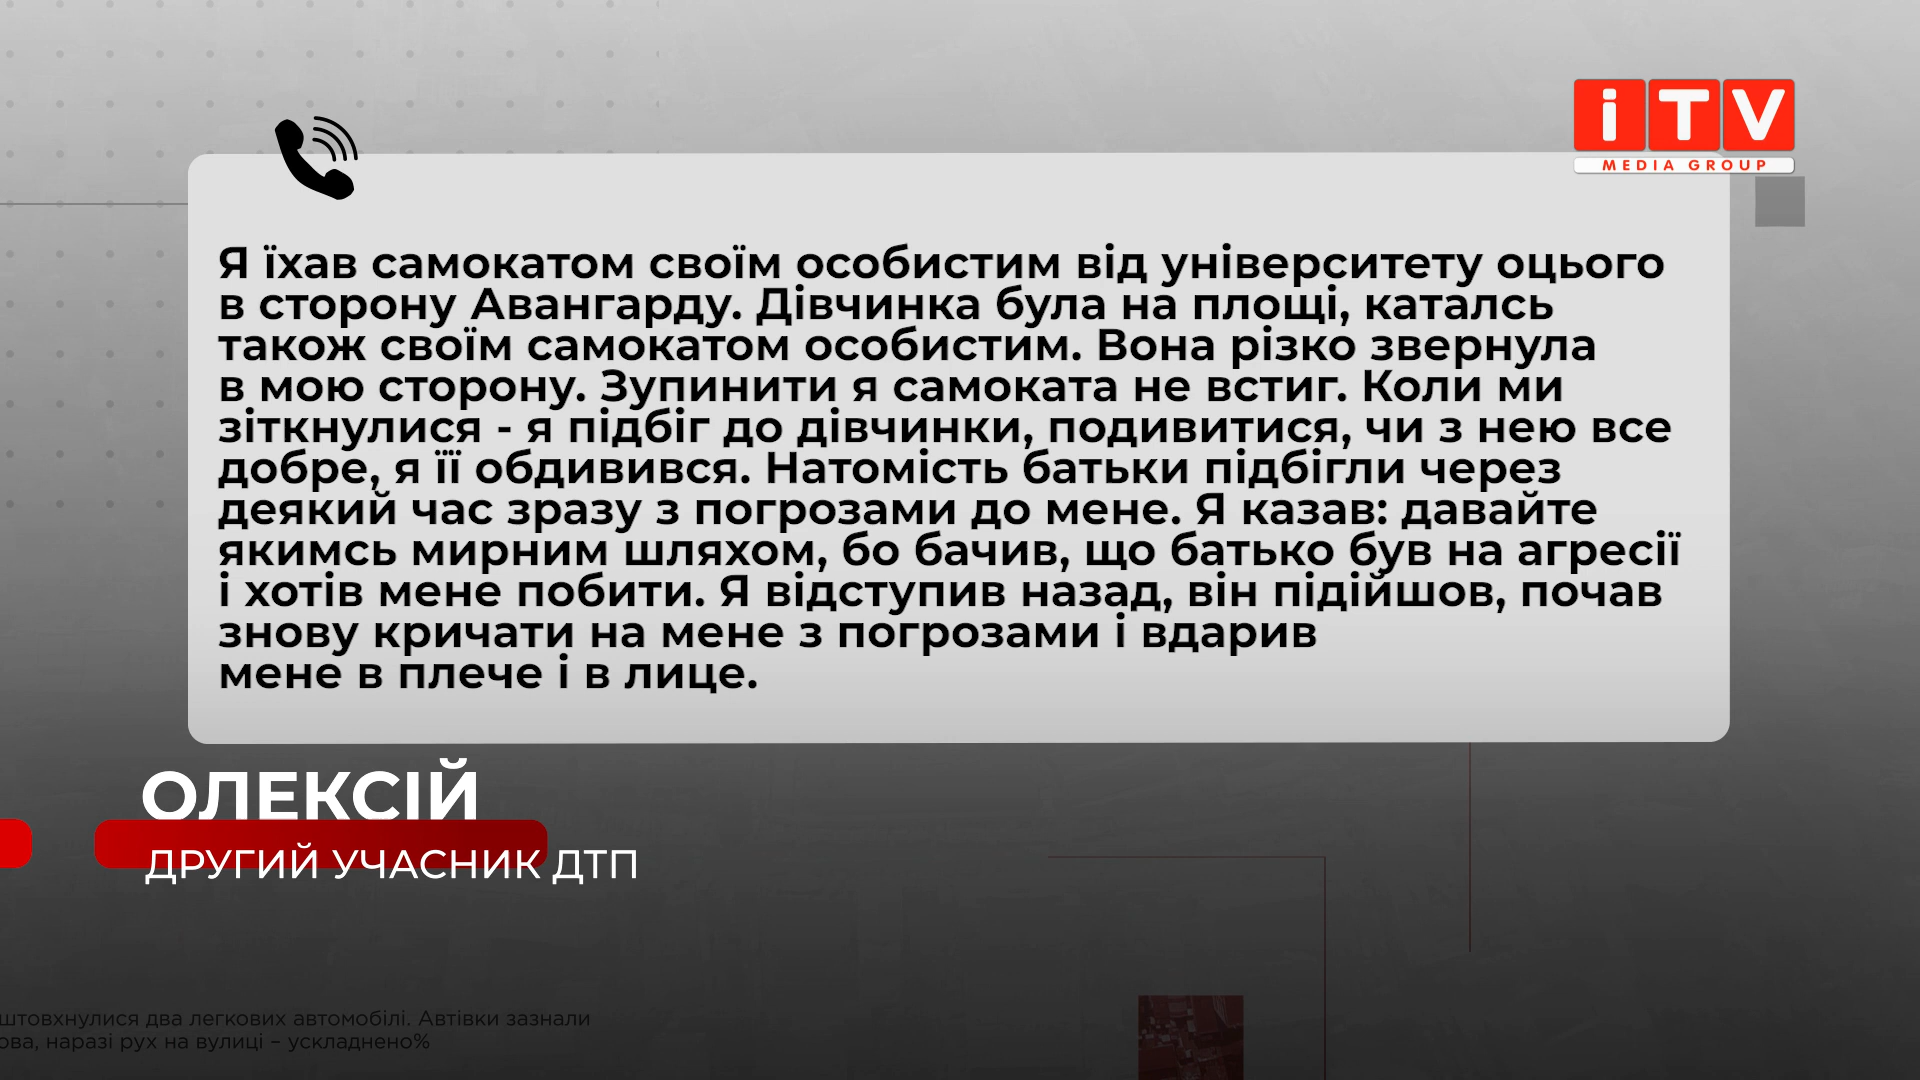 iTV
MEDIA GROUP
Я їхав самокатом своїм особистим від університету оцього
в сторону Авангарду. Дівчинка була на площі, каталсь
також своїм самокатом особистим. Вона різко звернула
в мою сторону. Зупинити я самоката не встиг. Коли ми
зіткнулися - я підбіг до дівчинки, подивитися, чи з нею все
добре, я її обдивився. Натомість батьки підбігли через
деякий час зразу з погрозами до мене. Я казав: давайте
якимсь мирним шляхом, бо бачив, що батько був на агресії
і хотів мене побити. Я відступив назад, він підійшов, почав
знову кричати на мене з погрозами і вдарив
мене в плече і в лице.
ОЛЕКСІЙ
ДРУГИЙ УЧАСНИК ДТП
штовхнулися два легкових автомобілі. Автівки зазнали
ова, наразі рух на вулиці – ускладнено%